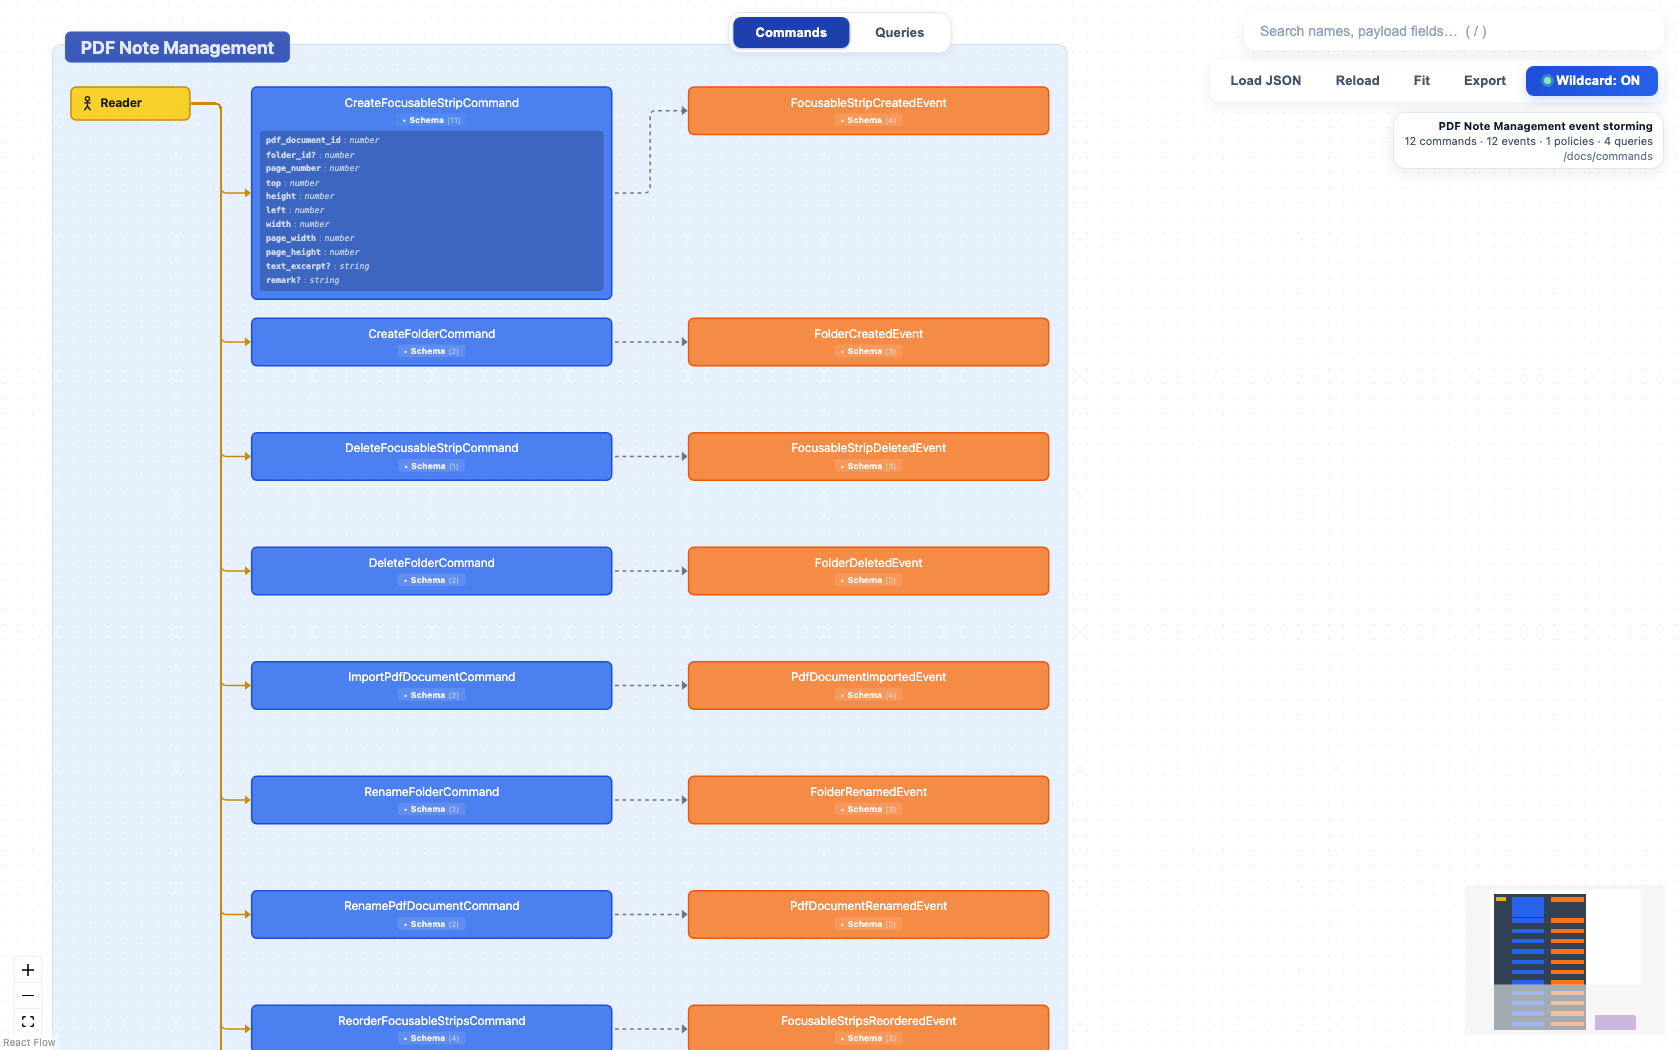 PDF Note Management
Commands
Queries
Search names, payload fields... ( / )
Load JSON
Reload
Fit
Export
Wildcard: ON
PDF Note Management event storming
12 commands · 12 events · 1 policies · 4 queries
/docs/commands
Reader
CreateFocusableStripCommand
• Schema (11)
pdf_document_id : number
folder_id? : number
page_number : number
top : number
height : number
left : number
width : number
page_width : number
page_height : number
text_excerpt? : string
remark? : string
FocusableStripCreatedEvent
• Schema (4)
CreateFolderCommand
• Schema (2)
FolderCreatedEvent
• Schema (3)
DeleteFocusableStripCommand
• Schema (1)
FocusableStripDeletedEvent
• Schema (3)
DeleteFolderCommand
• Schema (2)
FolderDeletedEvent
• Schema (2)
ImportPdfDocumentCommand
• Schema (2)
PdfDocumentImportedEvent
• Schema (4)
RenameFolderCommand
• Schema (2)
FolderRenamedEvent
• Schema (3)
RenamePdfDocumentCommand
• Schema (2)
PdfDocumentRenamedEvent
• Schema (2)
ReorderFocusableStripsCommand
• Schema (4)
FocusableStripsReorderedEvent
• Schema (2)
React Flow